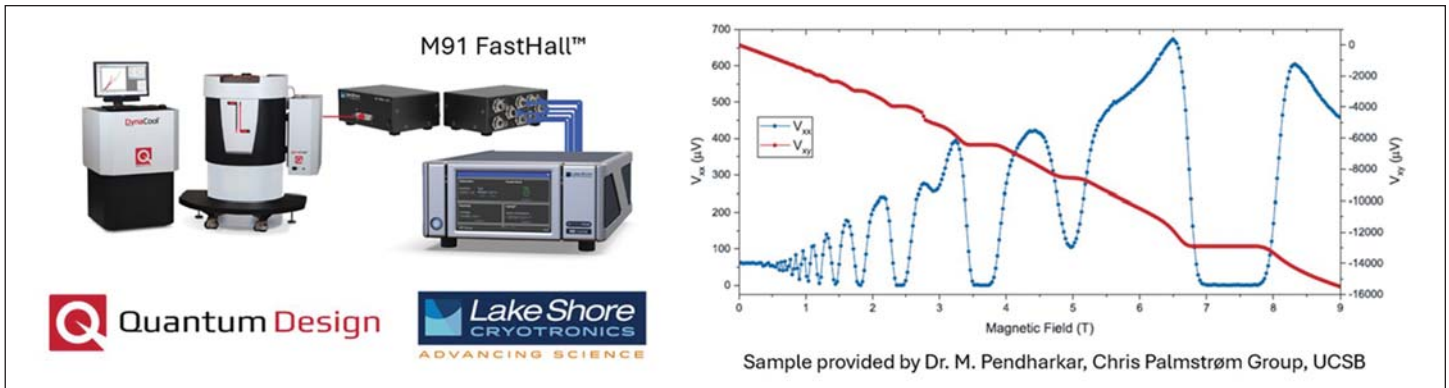 M91 FastHall™
DynaCool
Q
Quantum Design
LakeShore
CRYOTRONICS
ADVANCING SCIENCE
700
600
500
400
300
200
100
0
Vxx (µV)
Vxx
Vxy
0
-2000
-4000
-6000
-8000
-10000
-12000
-14000
-16000
Vxy (µV)
0 1 2 3 4 5 6 7 8 9
Magnetic Field (T)
Sample provided by Dr. M. Pendharkar, Chris Palmstrøm Group, UCSB